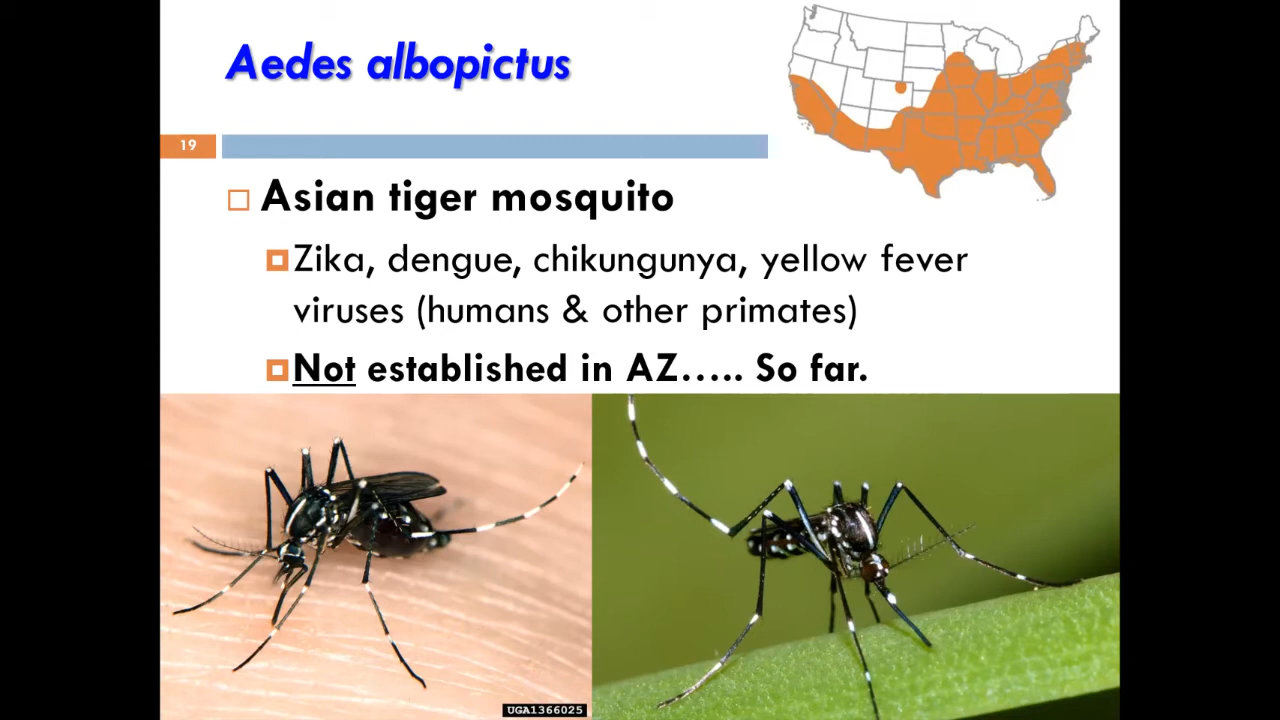 Aedes albopictus
19
Asian tiger mosquito
Zika, dengue, chikungunya, yellow fever
viruses (humans & other primates)
Not established in AZ..... So far.
UGA1366025